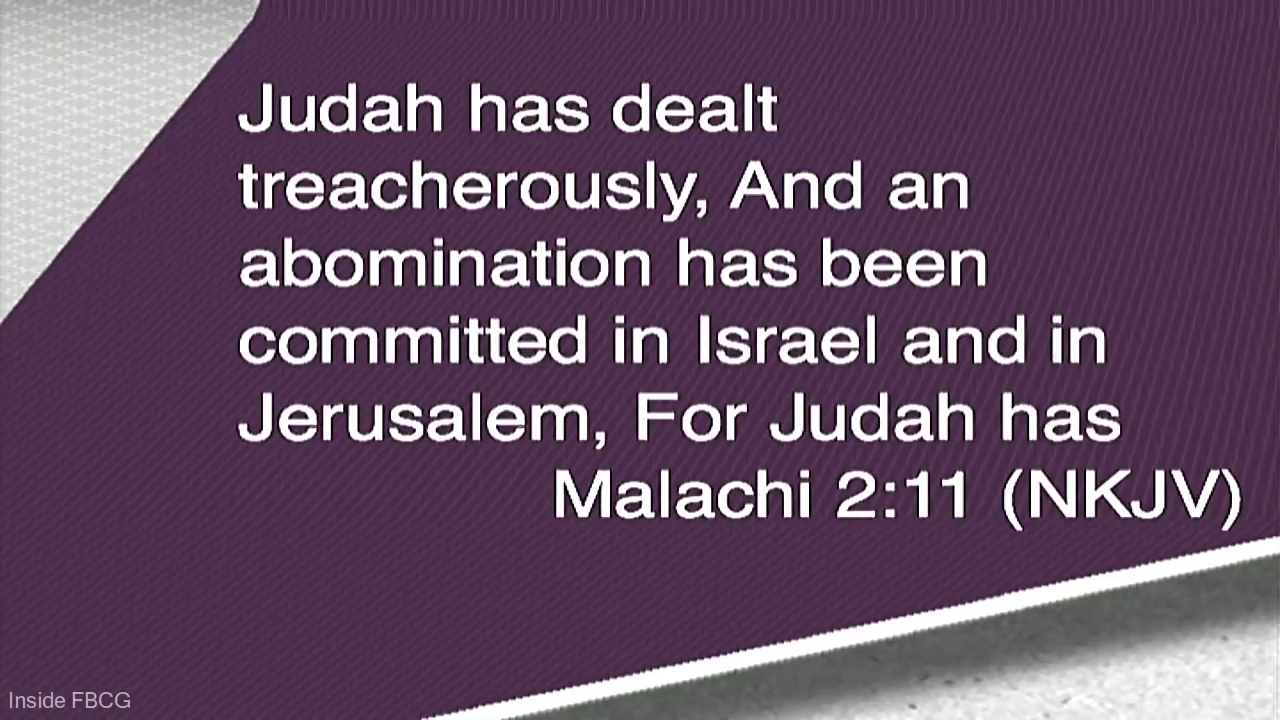 Judah has dealt
treacherously, And an
abomination has been
committed in Israel and in
Jerusalem, For Judah has
Malachi 2:11 (NKJV)
Inside FBCG